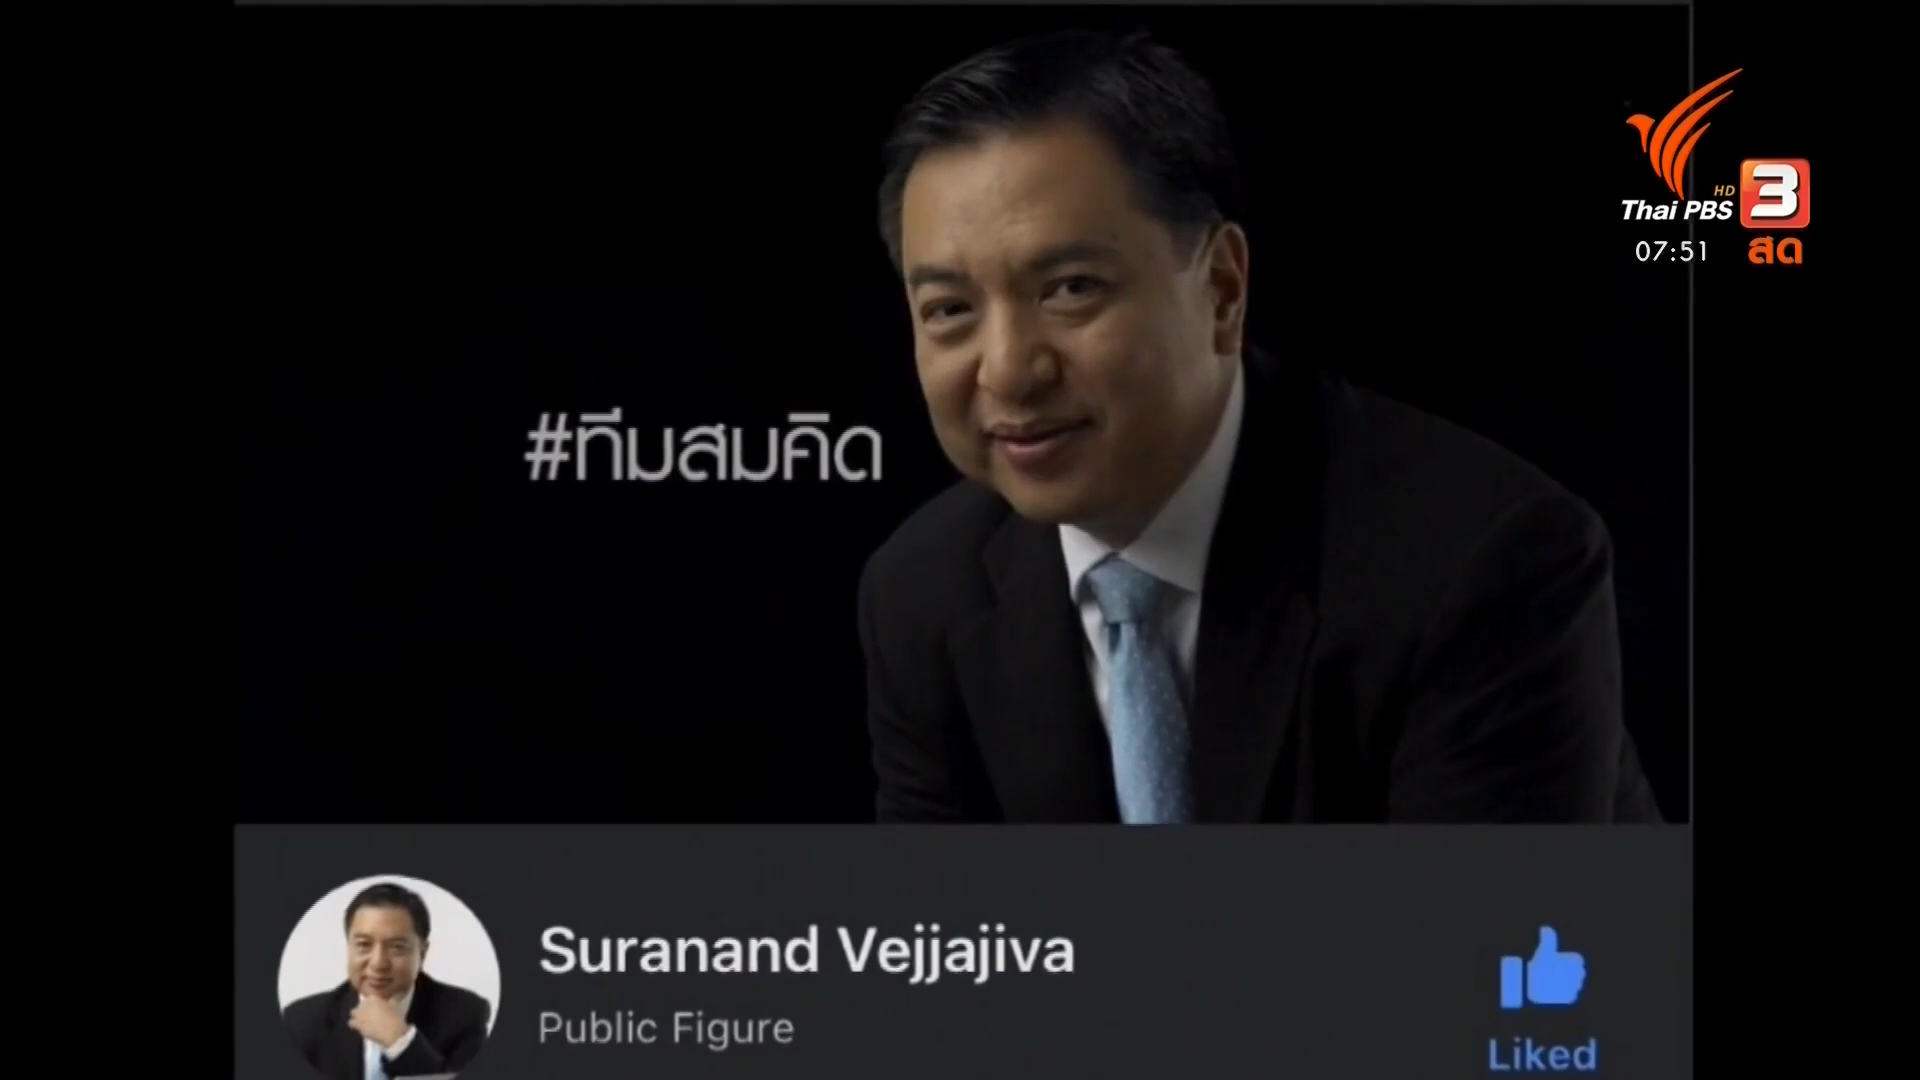 HD
Thai PBS 3
07:51 สด
#ทีมสมคิด
Suranand Vejjajiva
Public Figure
Liked